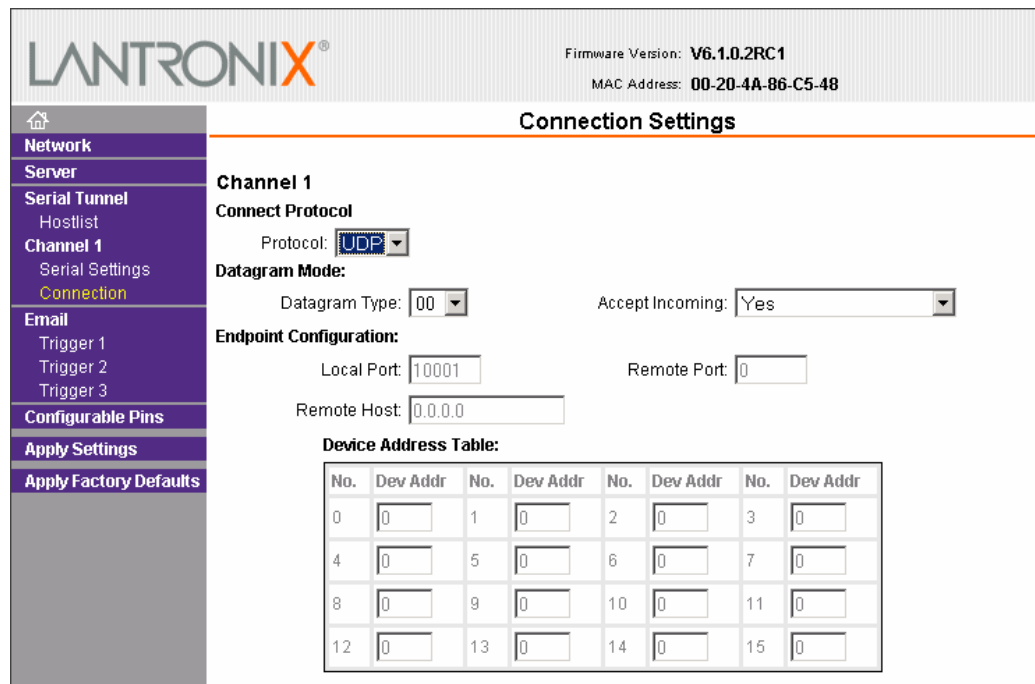 LANTRONIX®
Firmware Version: V6.1.0.2RC1
MAC Address: 00-20-4A-86-C5-48
Network
Server
Serial Tunnel
Hostlist
Channel 1
Serial Settings
Connection
Email
Trigger 1
Trigger 2
Trigger 3
Configurable Pins
Apply Settings
Apply Factory Defaults
Connection Settings
Channel 1
Connect Protocol
Protocol: UDP
Datagram Mode:
Datagram Type: 00 Accept Incoming: Yes
Endpoint Configuration:
Local Port: 10001 Remote Port: 0
Remote Host: 0.0.0.0
Device Address Table:
No. Dev Addr No. Dev Addr No. Dev Addr No. Dev Addr
0 0 1 0 2 0 3 0
4 0 5 0 6 0 7 0
8 0 9 0 10 0 11 0
12 0 13 0 14 0 15 0